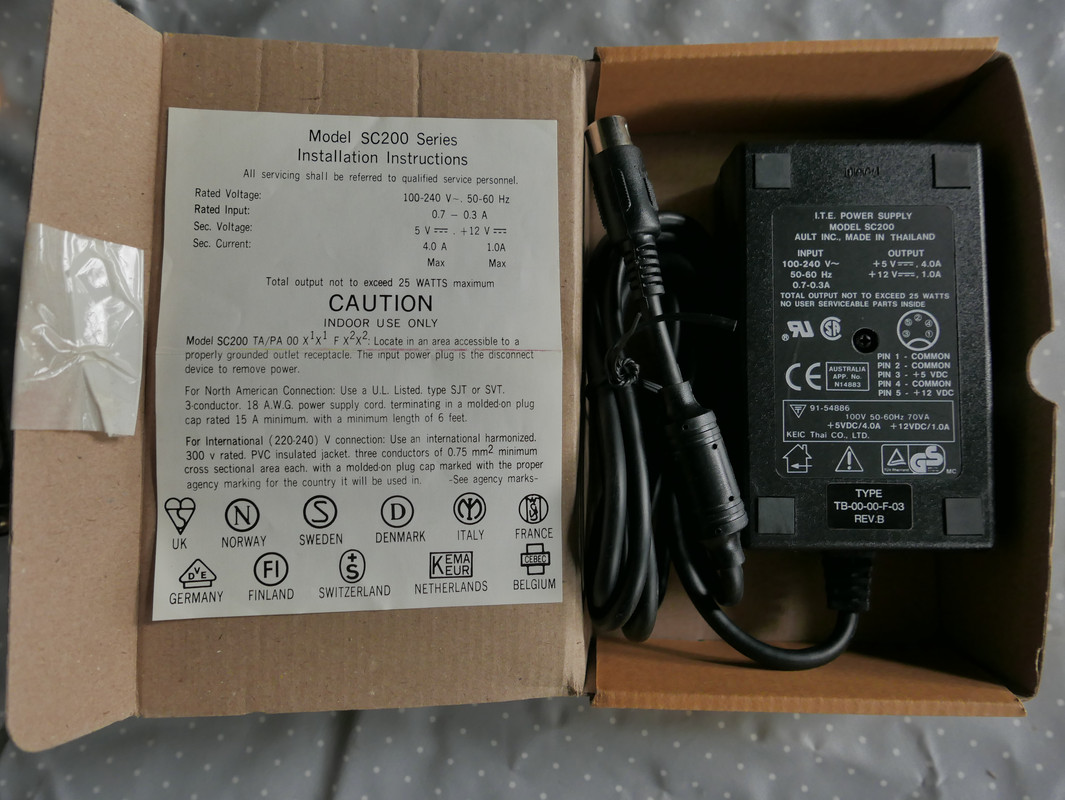 Model SC200 Series
Installation Instructions
All servicing shall be referred to qualified service personnel.
Rated Voltage: 100-240 V~. 50-60 Hz
Rated Input: 0.7 – 0.3 A
Sec. Voltage: 5 V⎓ . +12 V⎓
Sec. Current: 4.0 A 1.0A
Max Max
Total output not to exceed 25 WATTS maximum
CAUTION
INDOOR USE ONLY
Model SC200 TA/PA 00 X¹X¹ F X²X²: Locate in an area accessible to a
properly grounded outlet receptacle. The input power plug is the disconnect
device to remove power.
For North American Connection: Use a U.L. Listed. type SJT or SVT.
3-conductor. 18 A.W.G. power supply cord. terminating in a molded-on plug
cap rated 15 A minimum. with a minimum length of 6 feet.
For International (220-240) V connection: Use an international harmonized.
300 v rated. PVC insulated jacket. three conductors of 0.75 mm² minimum
cross sectional area each. with a molded-on plug cap marked with the proper
agency marking for the country it will be used in. -See agency marks-
N S D FI +S KEMA KEUR CEBEC DVE
UK NORWAY SWEDEN DENMARK ITALY FRANCE
GERMANY FINLAND SWITZERLAND NETHERLANDS BELGIUM
I.T.E. POWER SUPPLY
MODEL SC200
AULT INC., MADE IN THAILAND
INPUT OUTPUT
100-240 V~ +5 V⎓, 4.0A
50-60 Hz +12 V⎓, 1.0A
0.7-0.3A
TOTAL OUTPUT NOT TO EXCEED 25 WATTS
NO USER SERVICEABLE PARTS INSIDE
PIN 1 - COMMON
PIN 2 - COMMON
PIN 3 - +5 VDC
PIN 4 - COMMON
PIN 5 - +12 VDC
CE
AUSTRALIA
APP. No.
N14883
91-54886
100V 50-60Hz 70VA
+5VDC/4.0A +12VDC/1.0A
KEIC Thai CO., LTD.
GS
TYPE
TB-00-00-F-03
REV.B